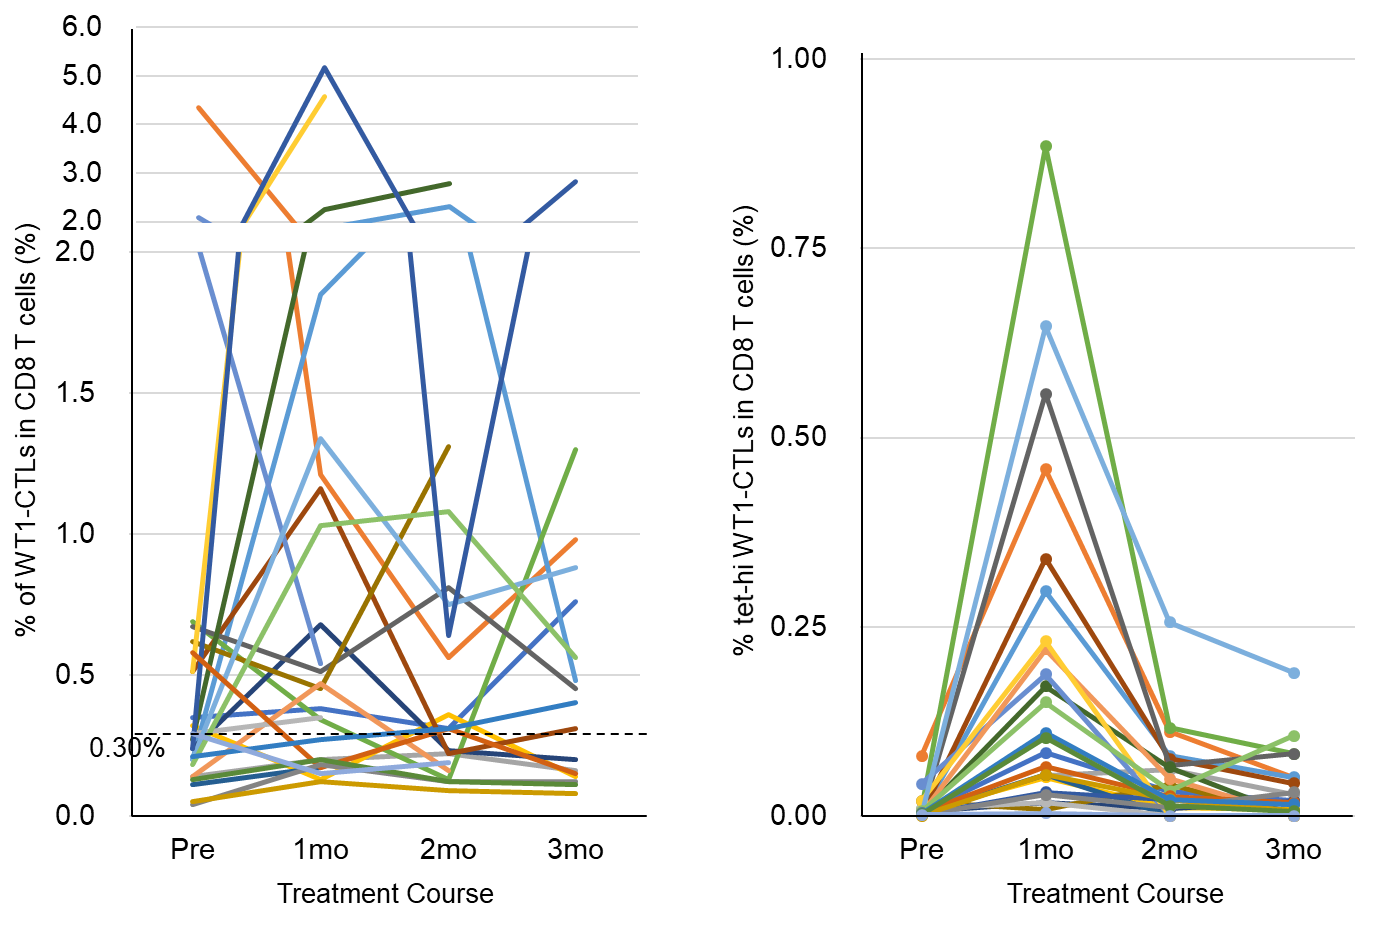 % of WT1-CTLs in CD8 T cells (%)
6.0
5.0
4.0
3.0
2.0
2.0
1.5
1.0
0.5
0.30%
0.0
Pre 1mo 2mo 3mo
Treatment Course
% tet-hi WT1-CTLs in CD8 T cells (%)
1.00
0.75
0.50
0.25
0.00
Pre 1mo 2mo 3mo
Treatment Course